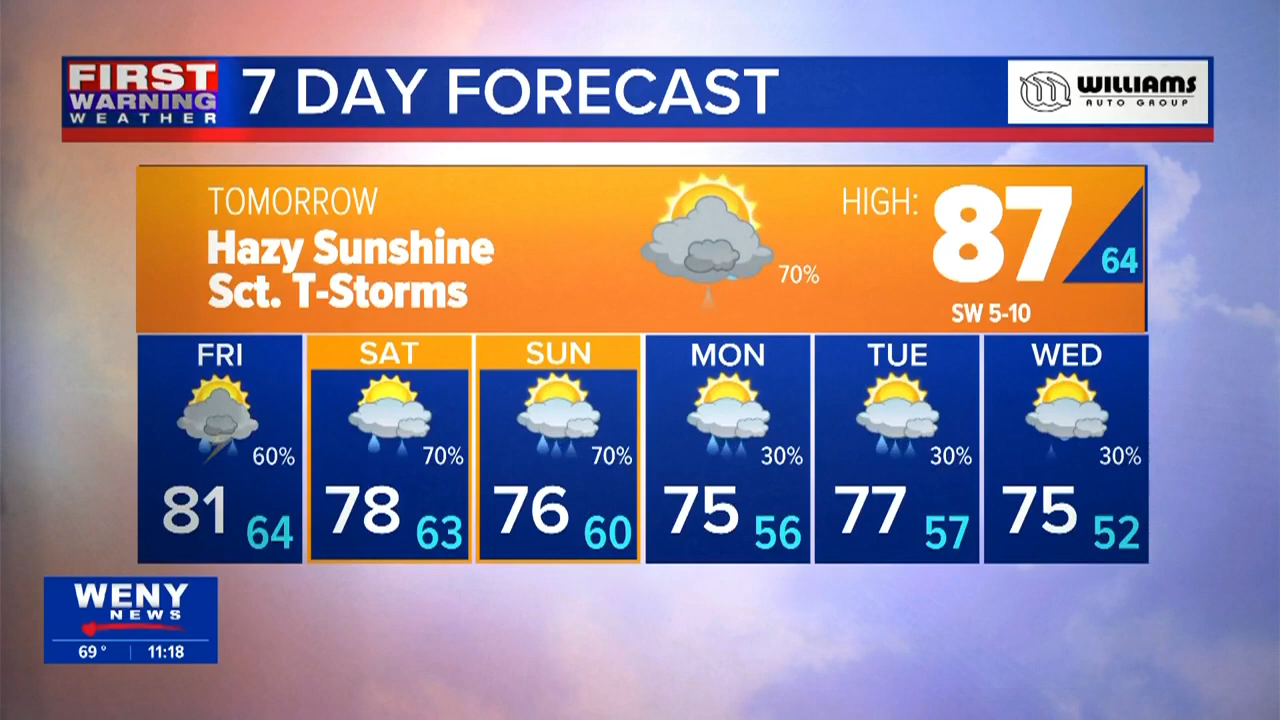 FIRST
WARNING
WEATHER
7 DAY FORECAST
WILLIAMS
AUTO GROUP
TOMORROW
Hazy Sunshine
Sct. T-Storms
70%
HIGH:
87
64
SW 5-10
FRI
60%
81
64
SAT
70%
78
63
SUN
70%
76
60
MON
30%
75
56
TUE
30%
77
57
WED
30%
75
52
WENY
NEWS
69° 11:18